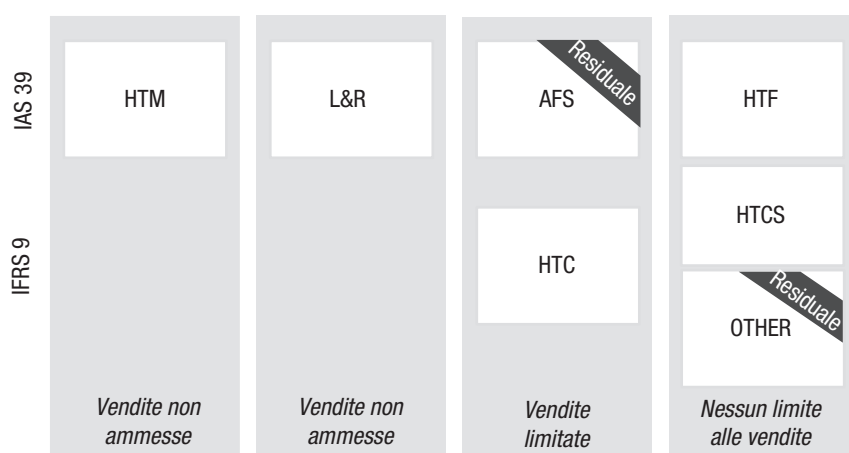 IAS 39
HTM
L&R
AFS
Residuale
HTF
IFRS 9
HTC
HTCS
OTHER
Residuale
Vendite non
ammesse
Vendite non
ammesse
Vendite
limitate
Nessun limite
alle vendite